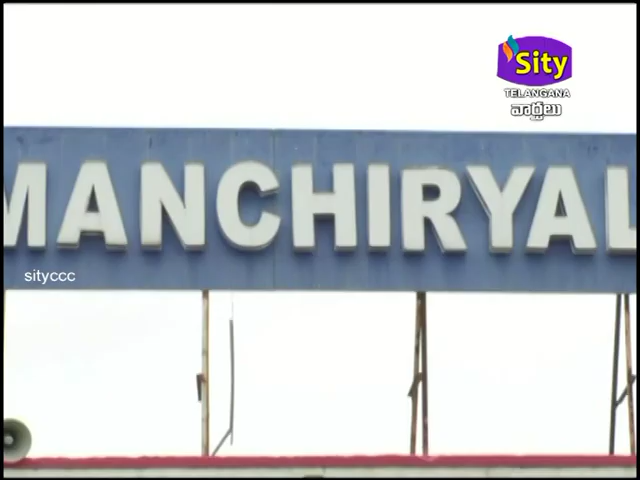 Sity
TELANGANA
వార్తలు
MANCHIRYAL
sityccc